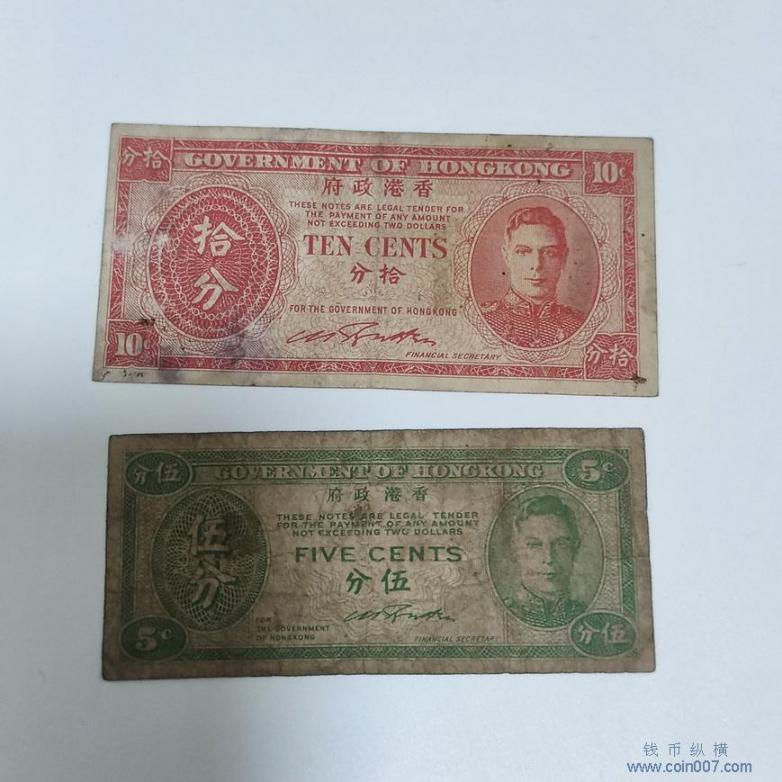 分拾 GOVERNMENT OF HONGKONG 10¢
府政港香
THESE NOTES ARE LEGAL TENDER FOR
THE PAYMENT OF ANY AMOUNT
NOT EXCEEDING TWO DOLLARS
拾分
TEN CENTS
分拾
FOR THE GOVERNMENT OF HONGKONG
FINANCIAL SECRETARY
10¢ 分拾
分伍 GOVERNMENT OF HONGKONG 5¢
府政港香
THESE NOTES ARE LEGAL TENDER
FOR THE PAYMENT OF ANY AMOUNT
NOT EXCEEDING TWO DOLLARS
伍分
FIVE CENTS
分伍
FOR
THE GOVERNMENT
OF HONGKONG
FINANCIAL SECRETARY
5¢ 分伍
钱币纵横
www.coin007.com